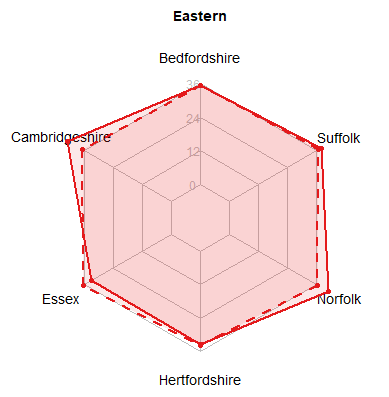 Eastern
Bedfordshire
36
Cambridgeshire
24
Suffolk
12
0
Essex
Norfolk
Hertfordshire